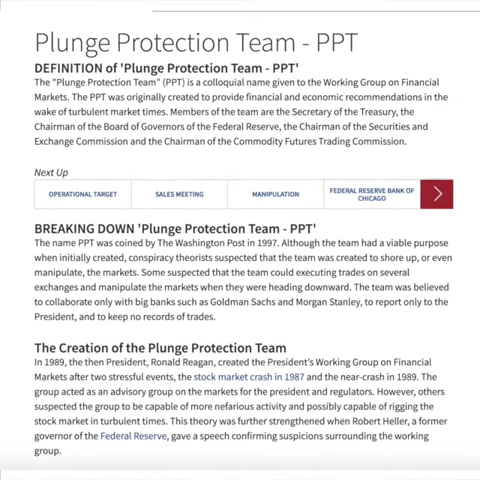 Plunge Protection Team - PPT
DEFINITION of 'Plunge Protection Team - PPT'
The "Plunge Protection Team" (PPT) is a colloquial name given to the Working Group on Financial
Markets. The PPT was originally created to provide financial and economic recommendations in the
wake of turbulent market times. Members of the team are the Secretary of the Treasury, the
Chairman of the Board of Governors of the Federal Reserve, the Chairman of the Securities and
Exchange Commission and the Chairman of the Commodity Futures Trading Commission.
Next Up
OPERATIONAL TARGET SALES MEETING MANIPULATION FEDERAL RESERVE BANK OF
CHICAGO
BREAKING DOWN 'Plunge Protection Team - PPT'
The name PPT was coined by The Washington Post in 1997. Although the team had a viable purpose
when initially created, conspiracy theorists suspected that the team was created to shore up, or even
manipulate, the markets. Some suspected that the team could executing trades on several
exchanges and manipulate the markets when they were heading downward. The team was believed
to collaborate only with big banks such as Goldman Sachs and Morgan Stanley, to report only to the
President, and to keep no records of trades.
The Creation of the Plunge Protection Team
In 1989, the then President, Ronald Reagan, created the President's Working Group on Financial
Markets after two stressful events, the stock market crash in 1987 and the near-crash in 1989. The
group acted as an advisory group on the markets for the president and regulators. However, others
suspected the group to be capable of more nefarious activity and possibly capable of rigging the
stock market in turbulent times. This theory was further strengthened when Robert Heller, a former
governor of the Federal Reserve, gave a speech confirming suspicions surrounding the working
group.